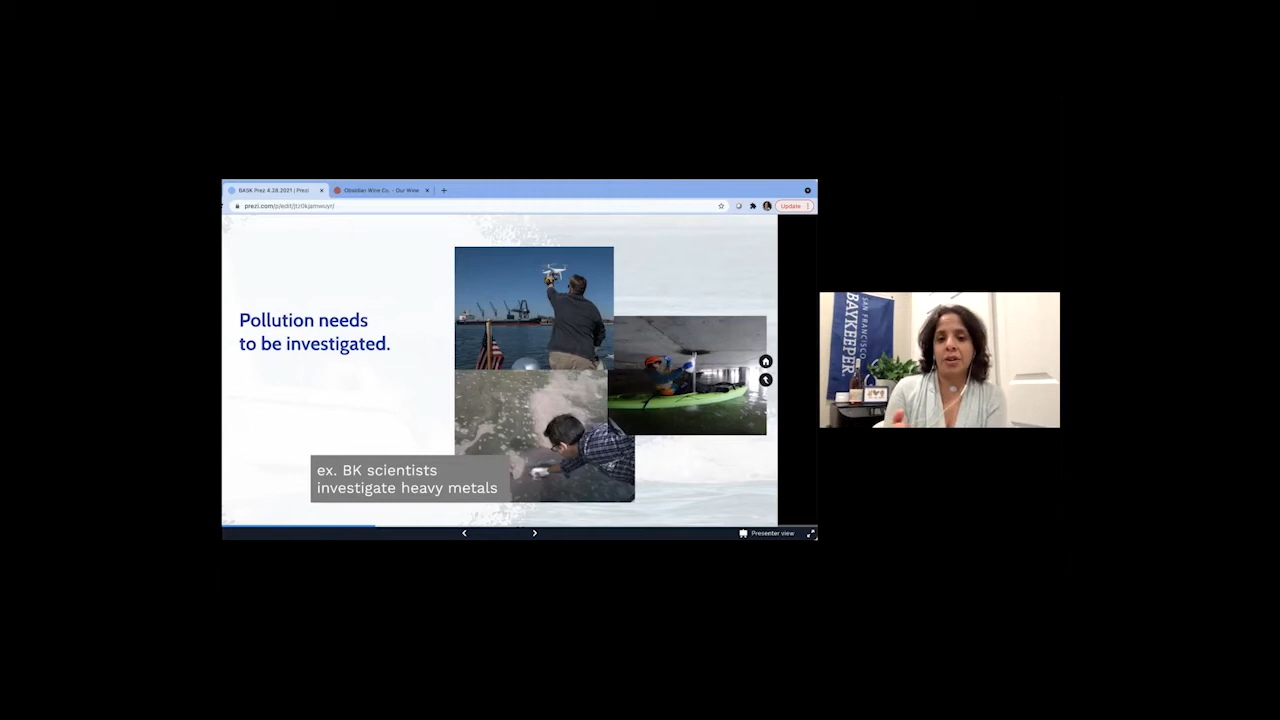 BASK Prez 4.28.2021 | Prezi
Obsidian Wine Co. - Our Wine
prezi.com/p/edit/jtz0kjamwuyr/
Update
Pollution needs
to be investigated.
ex. BK scientists
investigate heavy metals
Presenter view
SAN FRANCISCO
BAYKEEPER.